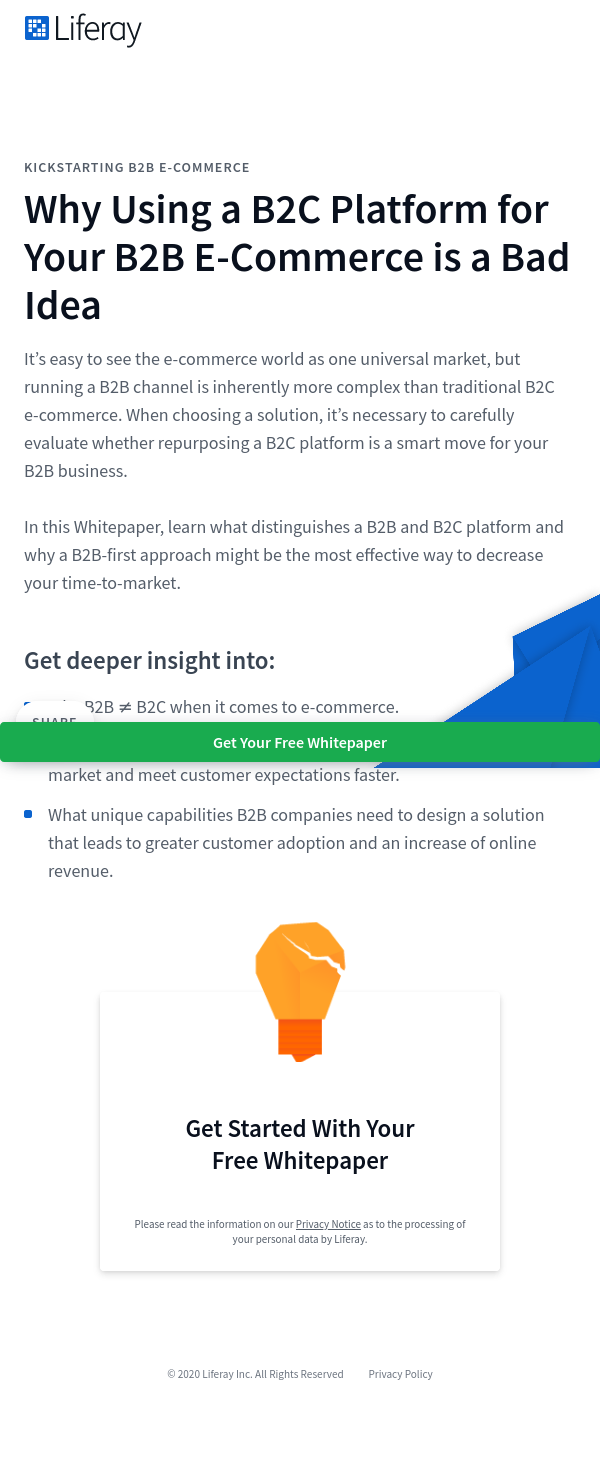 Liferay
KICKSTARTING B2B E-COMMERCE
Why Using a B2C Platform for
Your B2B E-Commerce is a Bad
Idea
It’s easy to see the e-commerce world as one universal market, but
running a B2B channel is inherently more complex than traditional B2C
e-commerce. When choosing a solution, it’s necessary to carefully
evaluate whether repurposing a B2C platform is a smart move for your
B2B business.
In this Whitepaper, learn what distinguishes a B2B and B2C platform and
why a B2B-first approach might be the most effective way to decrease
your time-to-market.
Get deeper insight into:
B2B ≠ B2C when it comes to e-commerce.
SHARE
Get Your Free Whitepaper
market and meet customer expectations faster.
What unique capabilities B2B companies need to design a solution
that leads to greater customer adoption and an increase of online
revenue.
Get Started With Your
Free Whitepaper
Please read the information on our Privacy Notice as to the processing of
your personal data by Liferay.
© 2020 Liferay Inc. All Rights Reserved Privacy Policy